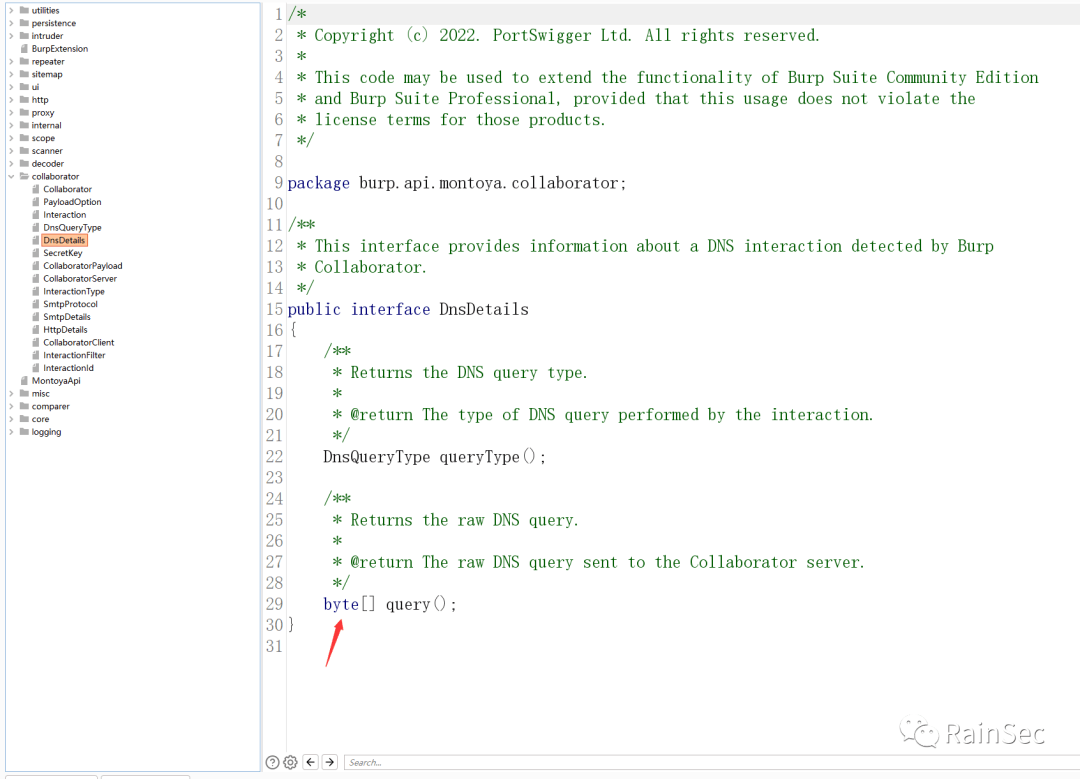 utilities
persistence
intruder
BurpExtension
repeater
sitemap
ui
http
proxy
internal
scope
scanner
decoder
collaborator
Collaborator
PayloadOption
Interaction
DnsQueryType
DnsDetails
SecretKey
CollaboratorPayload
CollaboratorServer
InteractionType
SmtpProtocol
SmtpDetails
HttpDetails
CollaboratorClient
InteractionFilter
InteractionId
MontoyaApi
misc
comparer
core
logging
1 /*
2 * Copyright (c) 2022. PortSwigger Ltd. All rights reserved.
3 *
4 * This code may be used to extend the functionality of Burp Suite Community Edition
5 * and Burp Suite Professional, provided that this usage does not violate the
6 * license terms for those products.
7 */
8
9 package burp.api.montoya.collaborator;
10
11 /**
12 * This interface provides information about a DNS interaction detected by Burp
13 * Collaborator.
14 */
15 public interface DnsDetails
16 {
17 /**
18 * Returns the DNS query type.
19 *
20 * @return The type of DNS query performed by the interaction.
21 */
22 DnsQueryType queryType();
23
24 /**
25 * Returns the raw DNS query.
26 *
27 * @return The raw DNS query sent to the Collaborator server.
28 */
29 byte[] query();
30 }
31
RainSec
Search...